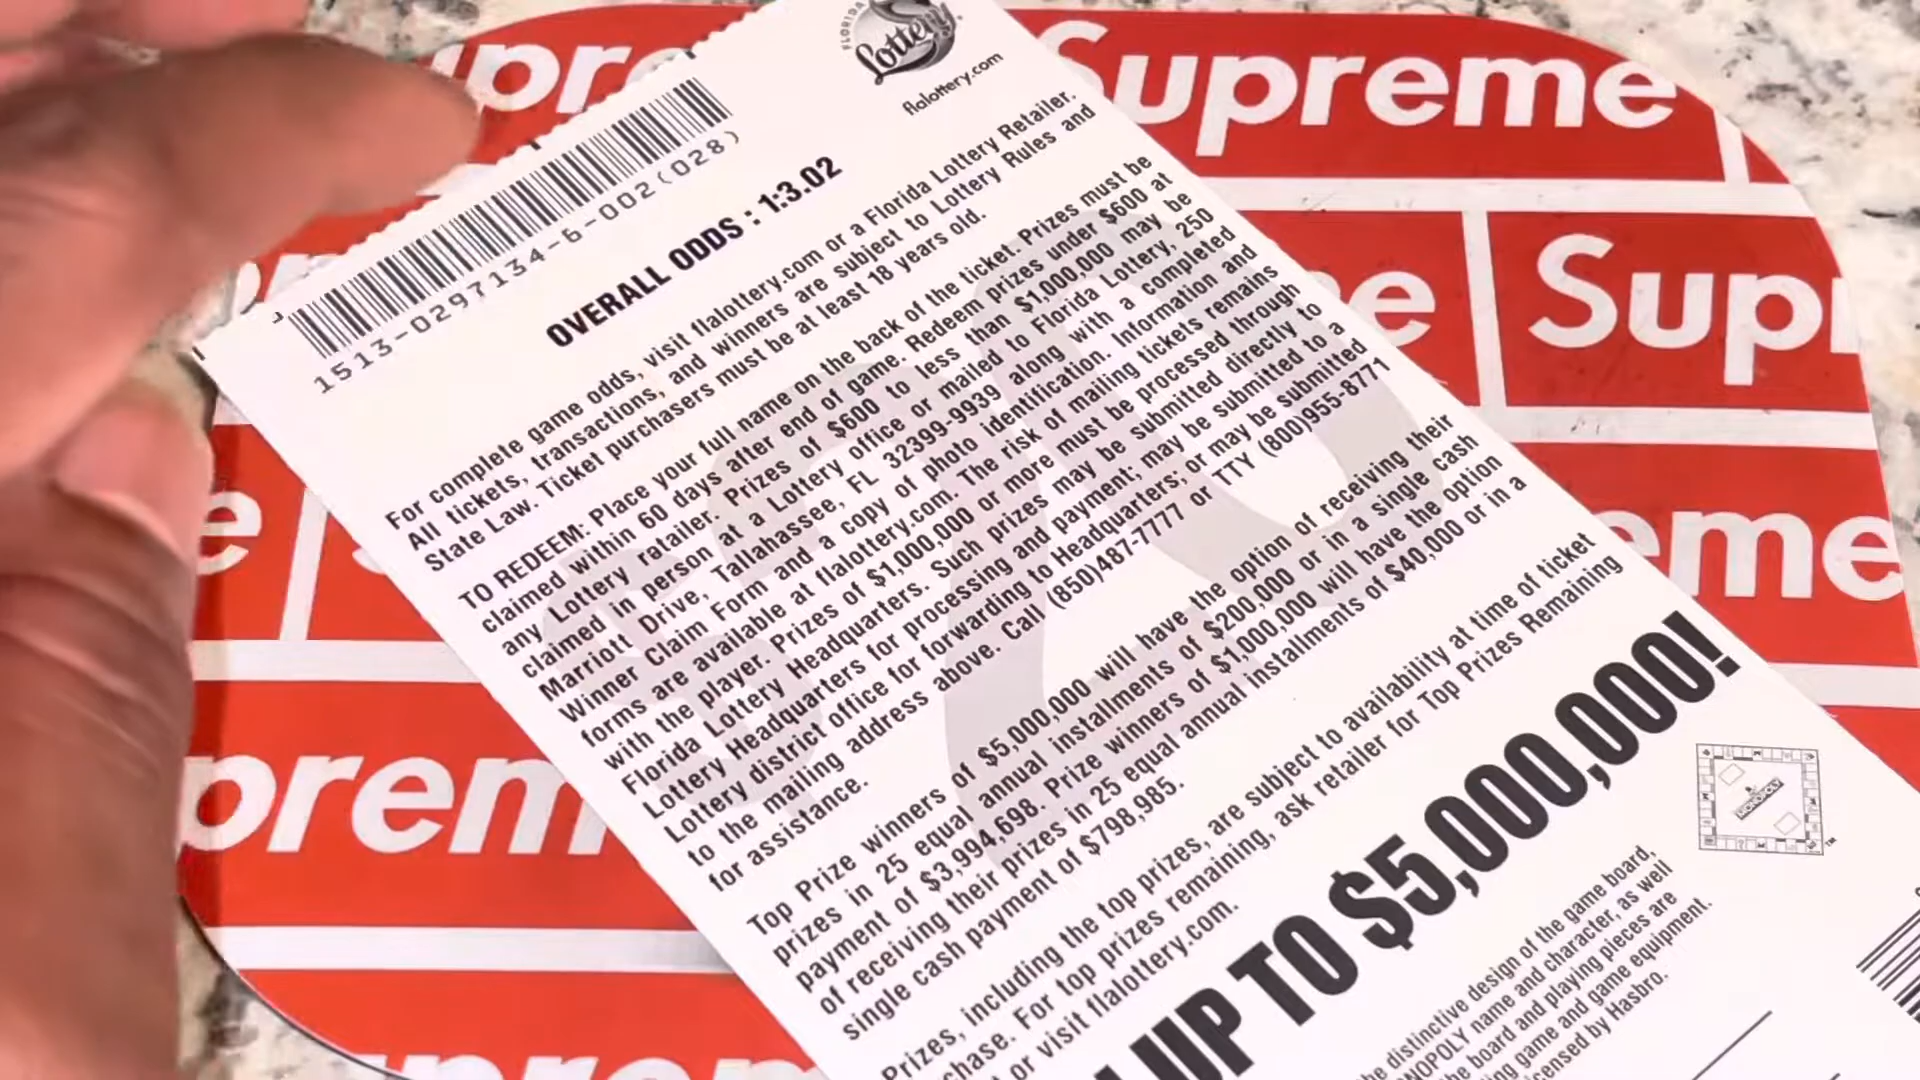 FLORIDA
Lottery
flalottery.com
1513-0297134-6-002(028)
OVERALL ODDS : 1:3.02
For complete game odds, visit flalottery.com or a Florida Lottery Retailer.
All tickets, transactions, and winners are subject to Lottery Rules and
State Law. Ticket purchasers must be at least 18 years old.
TO REDEEM: Place your full name on the back of the ticket. Prizes must be
claimed within 60 days after end of game. Redeem prizes under $600 at
any Lottery retailer. Prizes of $600 to less than $1,000,000 may be
claimed in person at a Lottery office or mailed to Florida Lottery, 250
Marriott Drive, Tallahassee, FL 32399-9939 along with a completed
Winner Claim Form and a copy of photo identification. Information and
forms are available at flalottery.com. The risk of mailing tickets remains
with the player. Prizes of $1,000,000 or more must be processed through
Florida Lottery Headquarters. Such prizes may be submitted directly to
Lottery Headquarters for processing and payment; may be submitted to a
Lottery district office for forwarding to Headquarters; or may be submitted
to the mailing address above. Call (850)487-7777 or TTY (800)955-8771
for assistance.
Top Prize winners of $5,000,000 will have the option of receiving their
prizes in 25 equal annual installments of $200,000 or in a single cash
payment of $3,994,698. Prize winners of $1,000,000 will have the option
of receiving their prizes in 25 equal annual installments of $40,000 or in a
single cash payment of $798,985.
Prizes, including the top prizes, are subject to availability at time of ticket
chase. For top prizes remaining, ask retailer for Top Prizes Remaining
or visit flalottery.com.
UP TO $5,000,000!
MONOPOLY
distinctive design of the game board,
ONOPOLY name and character, as well
the board and playing pieces are
ing game and game equipment.
censed by Hasbro.
$20
Supreme
Supreme
eme
Supr
eme
preme